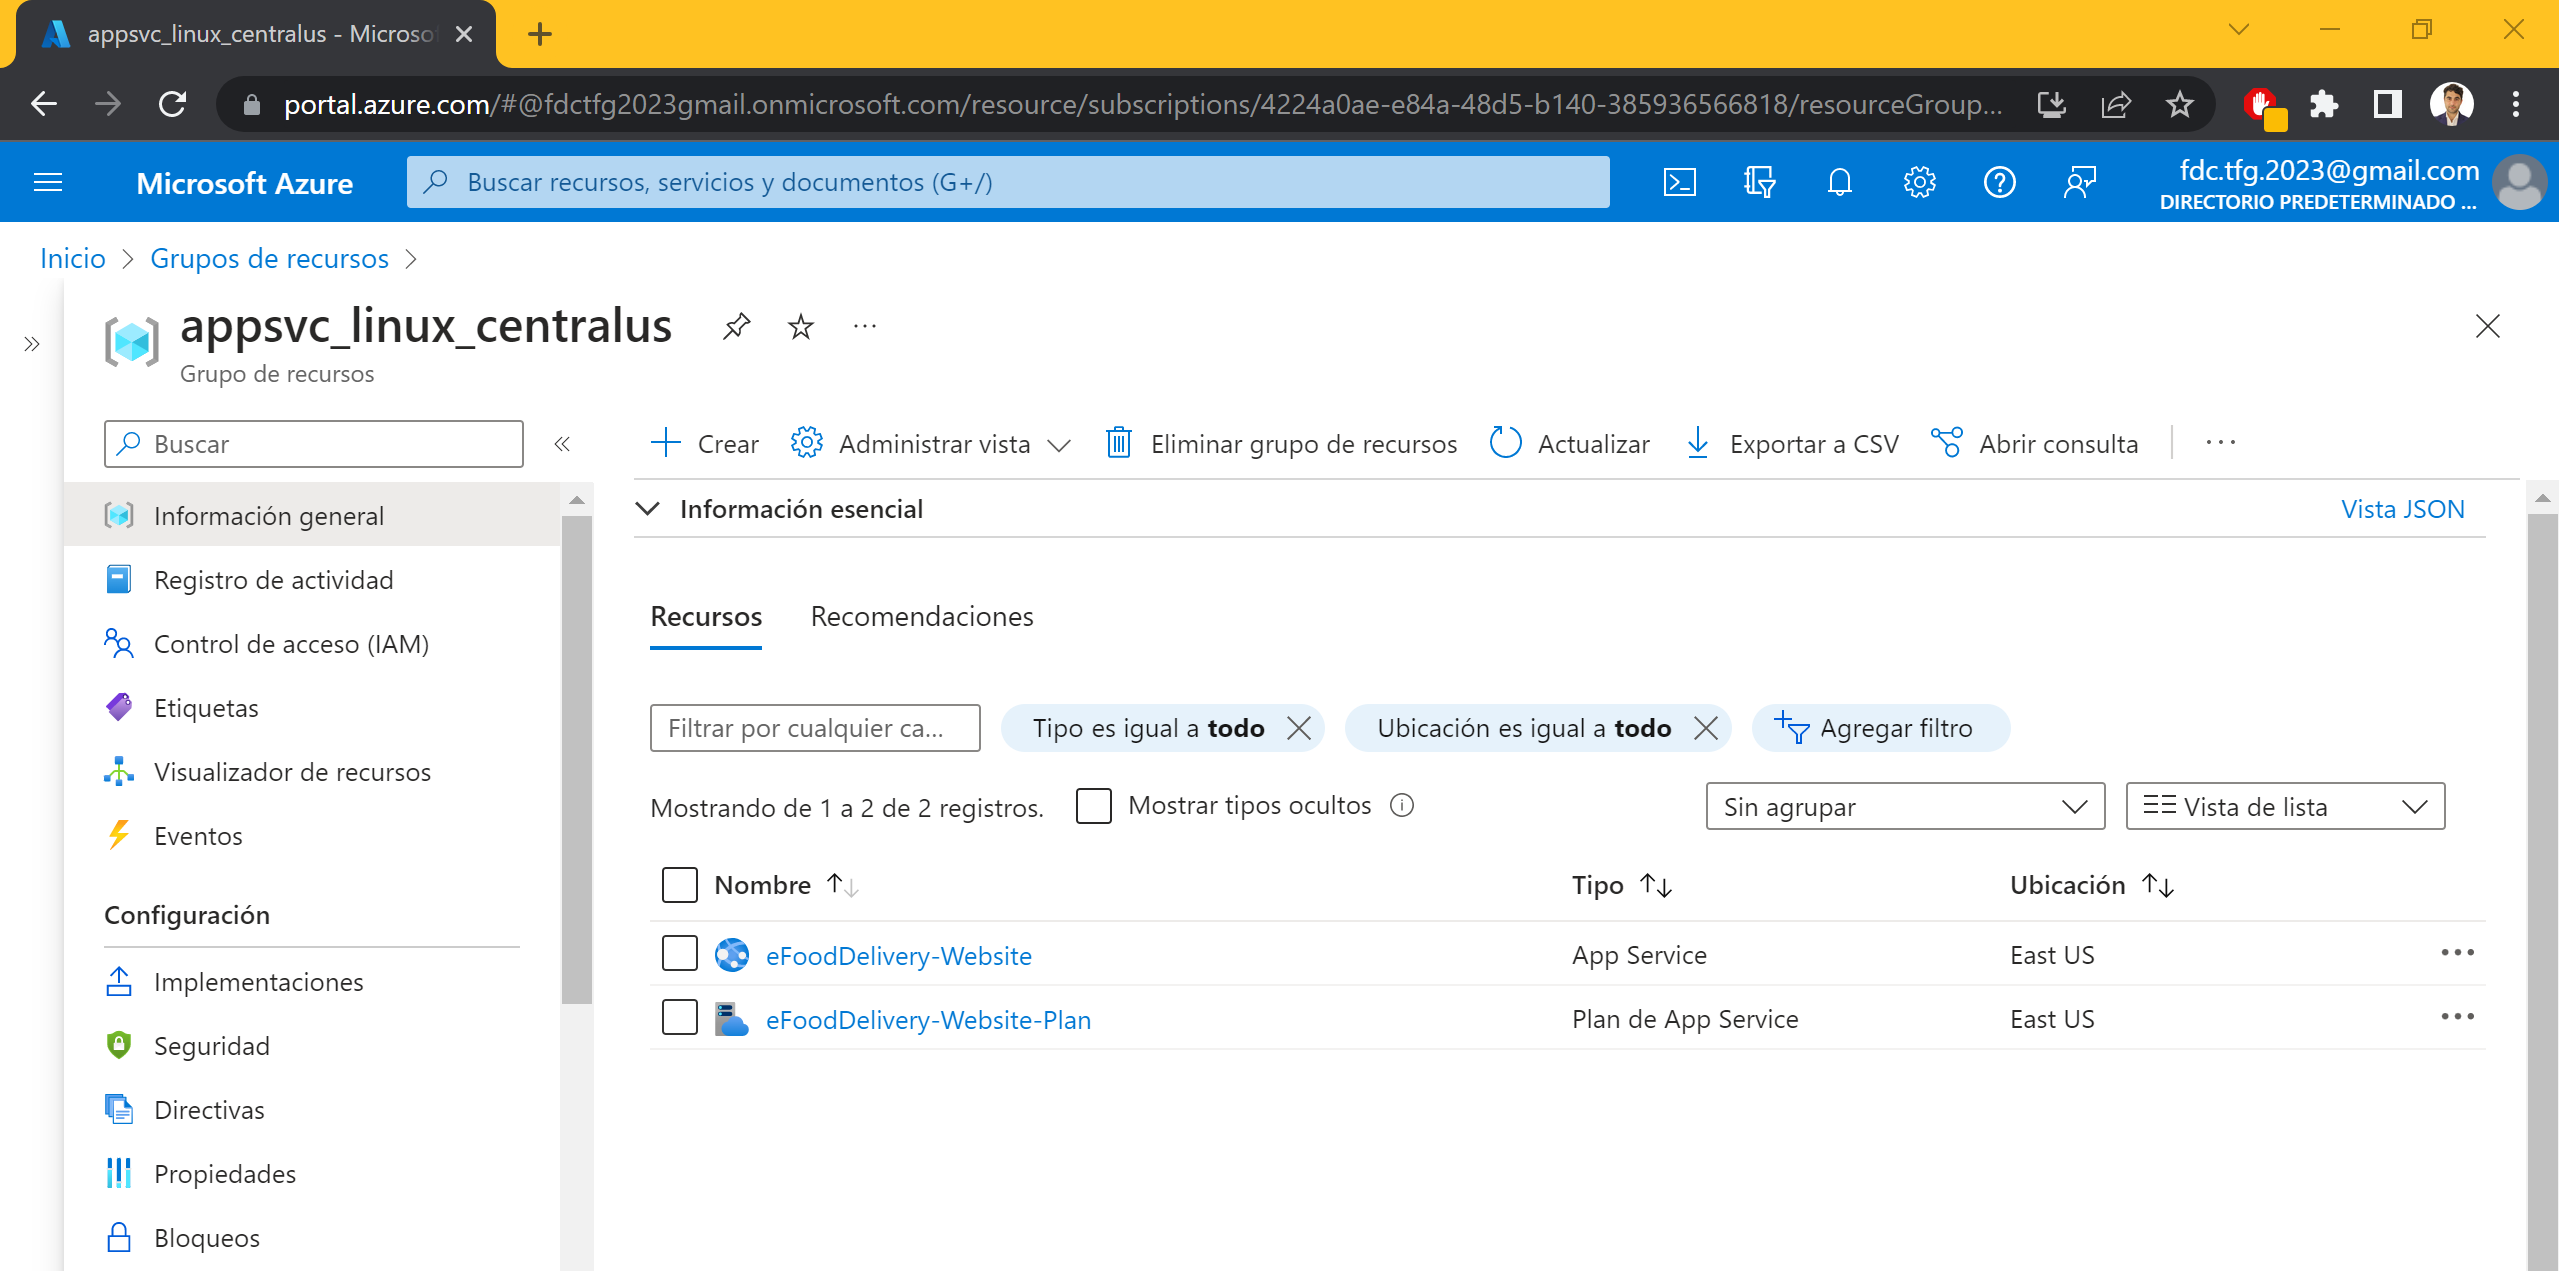 appsvc_linux_centralus - Microso
portal.azure.com/#@fdctfg2023gmail.onmicrosoft.com/resource/subscriptions/4224a0ae-e84a-48d5-b140-385936566818/resourceGroup...
Microsoft Azure
Buscar recursos, servicios y documentos (G+/)
fdc.tfg.2023@gmail.com
DIRECTORIO PREDETERMINADO ...
Inicio > Grupos de recursos >
appsvc_linux_centralus
Grupo de recursos
Buscar
Información general
Registro de actividad
Control de acceso (IAM)
Etiquetas
Visualizador de recursos
Eventos
Configuración
Implementaciones
Seguridad
Directivas
Propiedades
Bloqueos
Crear Administrar vista Eliminar grupo de recursos Actualizar Exportar a CSV Abrir consulta
Información esencial Vista JSON
Recursos Recomendaciones
Filtrar por cualquier ca... Tipo es igual a todo Ubicación es igual a todo Agregar filtro
Mostrando de 1 a 2 de 2 registros. Mostrar tipos ocultos Sin agrupar Vista de lista
Nombre Tipo Ubicación
eFoodDelivery-Website App Service East US
eFoodDelivery-Website-Plan Plan de App Service East US